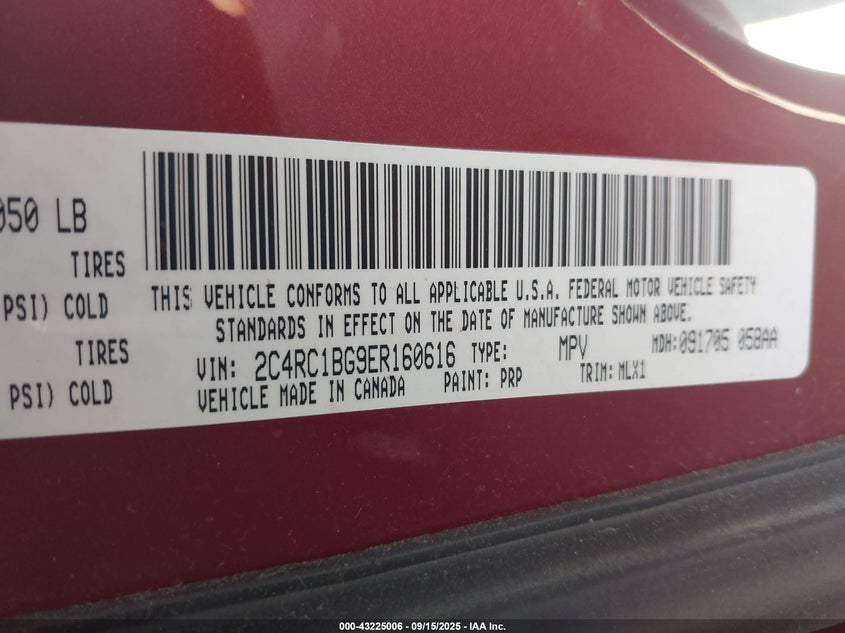 050 LB
TIRES
PSI) COLD
TIRES
PSI) COLD
THIS VEHICLE CONFORMS TO ALL APPLICABLE U.S.A. FEDERAL MOTOR VEHICLE SAFETY
STANDARDS IN EFFECT ON THE DATE OF MANUFACTURE SHOWN ABOVE.
VIN: 2C4RC1BG9ER160616 TYPE: MPV MDH: 091705 058AA
VEHICLE MADE IN CANADA PAINT: PRP TRIM: MLX1
000-43225006 - 09/15/2025 - IAA Inc.